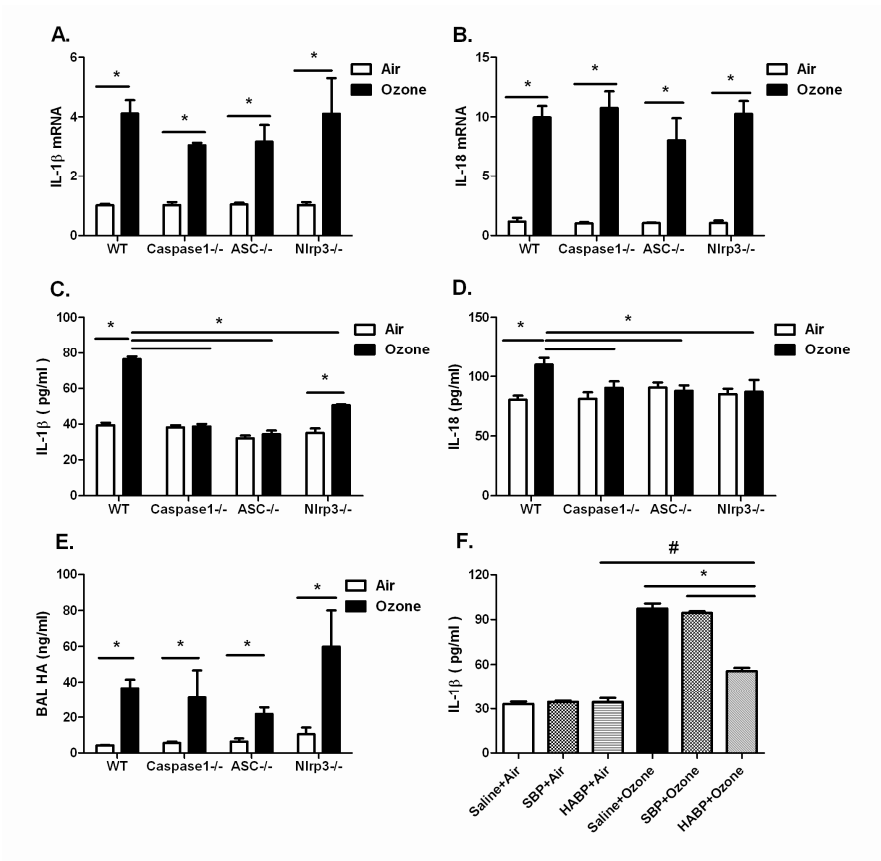 A.
6
4
2
0
IL-1β mRNA
* * * *
Air
Ozone
WT Caspase1-/- ASC-/- Nlrp3-/-
B.
15
10
5
0
IL-18 mRNA
* * * *
Air
Ozone
WT Caspase1-/- ASC-/- Nlrp3-/-
C.
100
80
60
40
20
0
IL-1β ( pg/ml )
* * *
Air
Ozone
WT Caspase1-/- ASC-/- Nlrp3-/-
D.
150
100
50
0
IL-18 (pg/ml)
* *
Air
Ozone
WT Caspase1-/- ASC-/- Nlrp3-/-
E.
100
80
60
40
20
0
BAL HA (ng/ml)
* * * *
Air
Ozone
WT Caspase1-/- ASC-/- Nlrp3-/-
F.
120
90
60
30
0
IL-1β ( pg/ml )
#
*
Saline+Air
SBP+Air
HABP+Air
Saline+Ozone
SBP+Ozone
HABP+Ozone